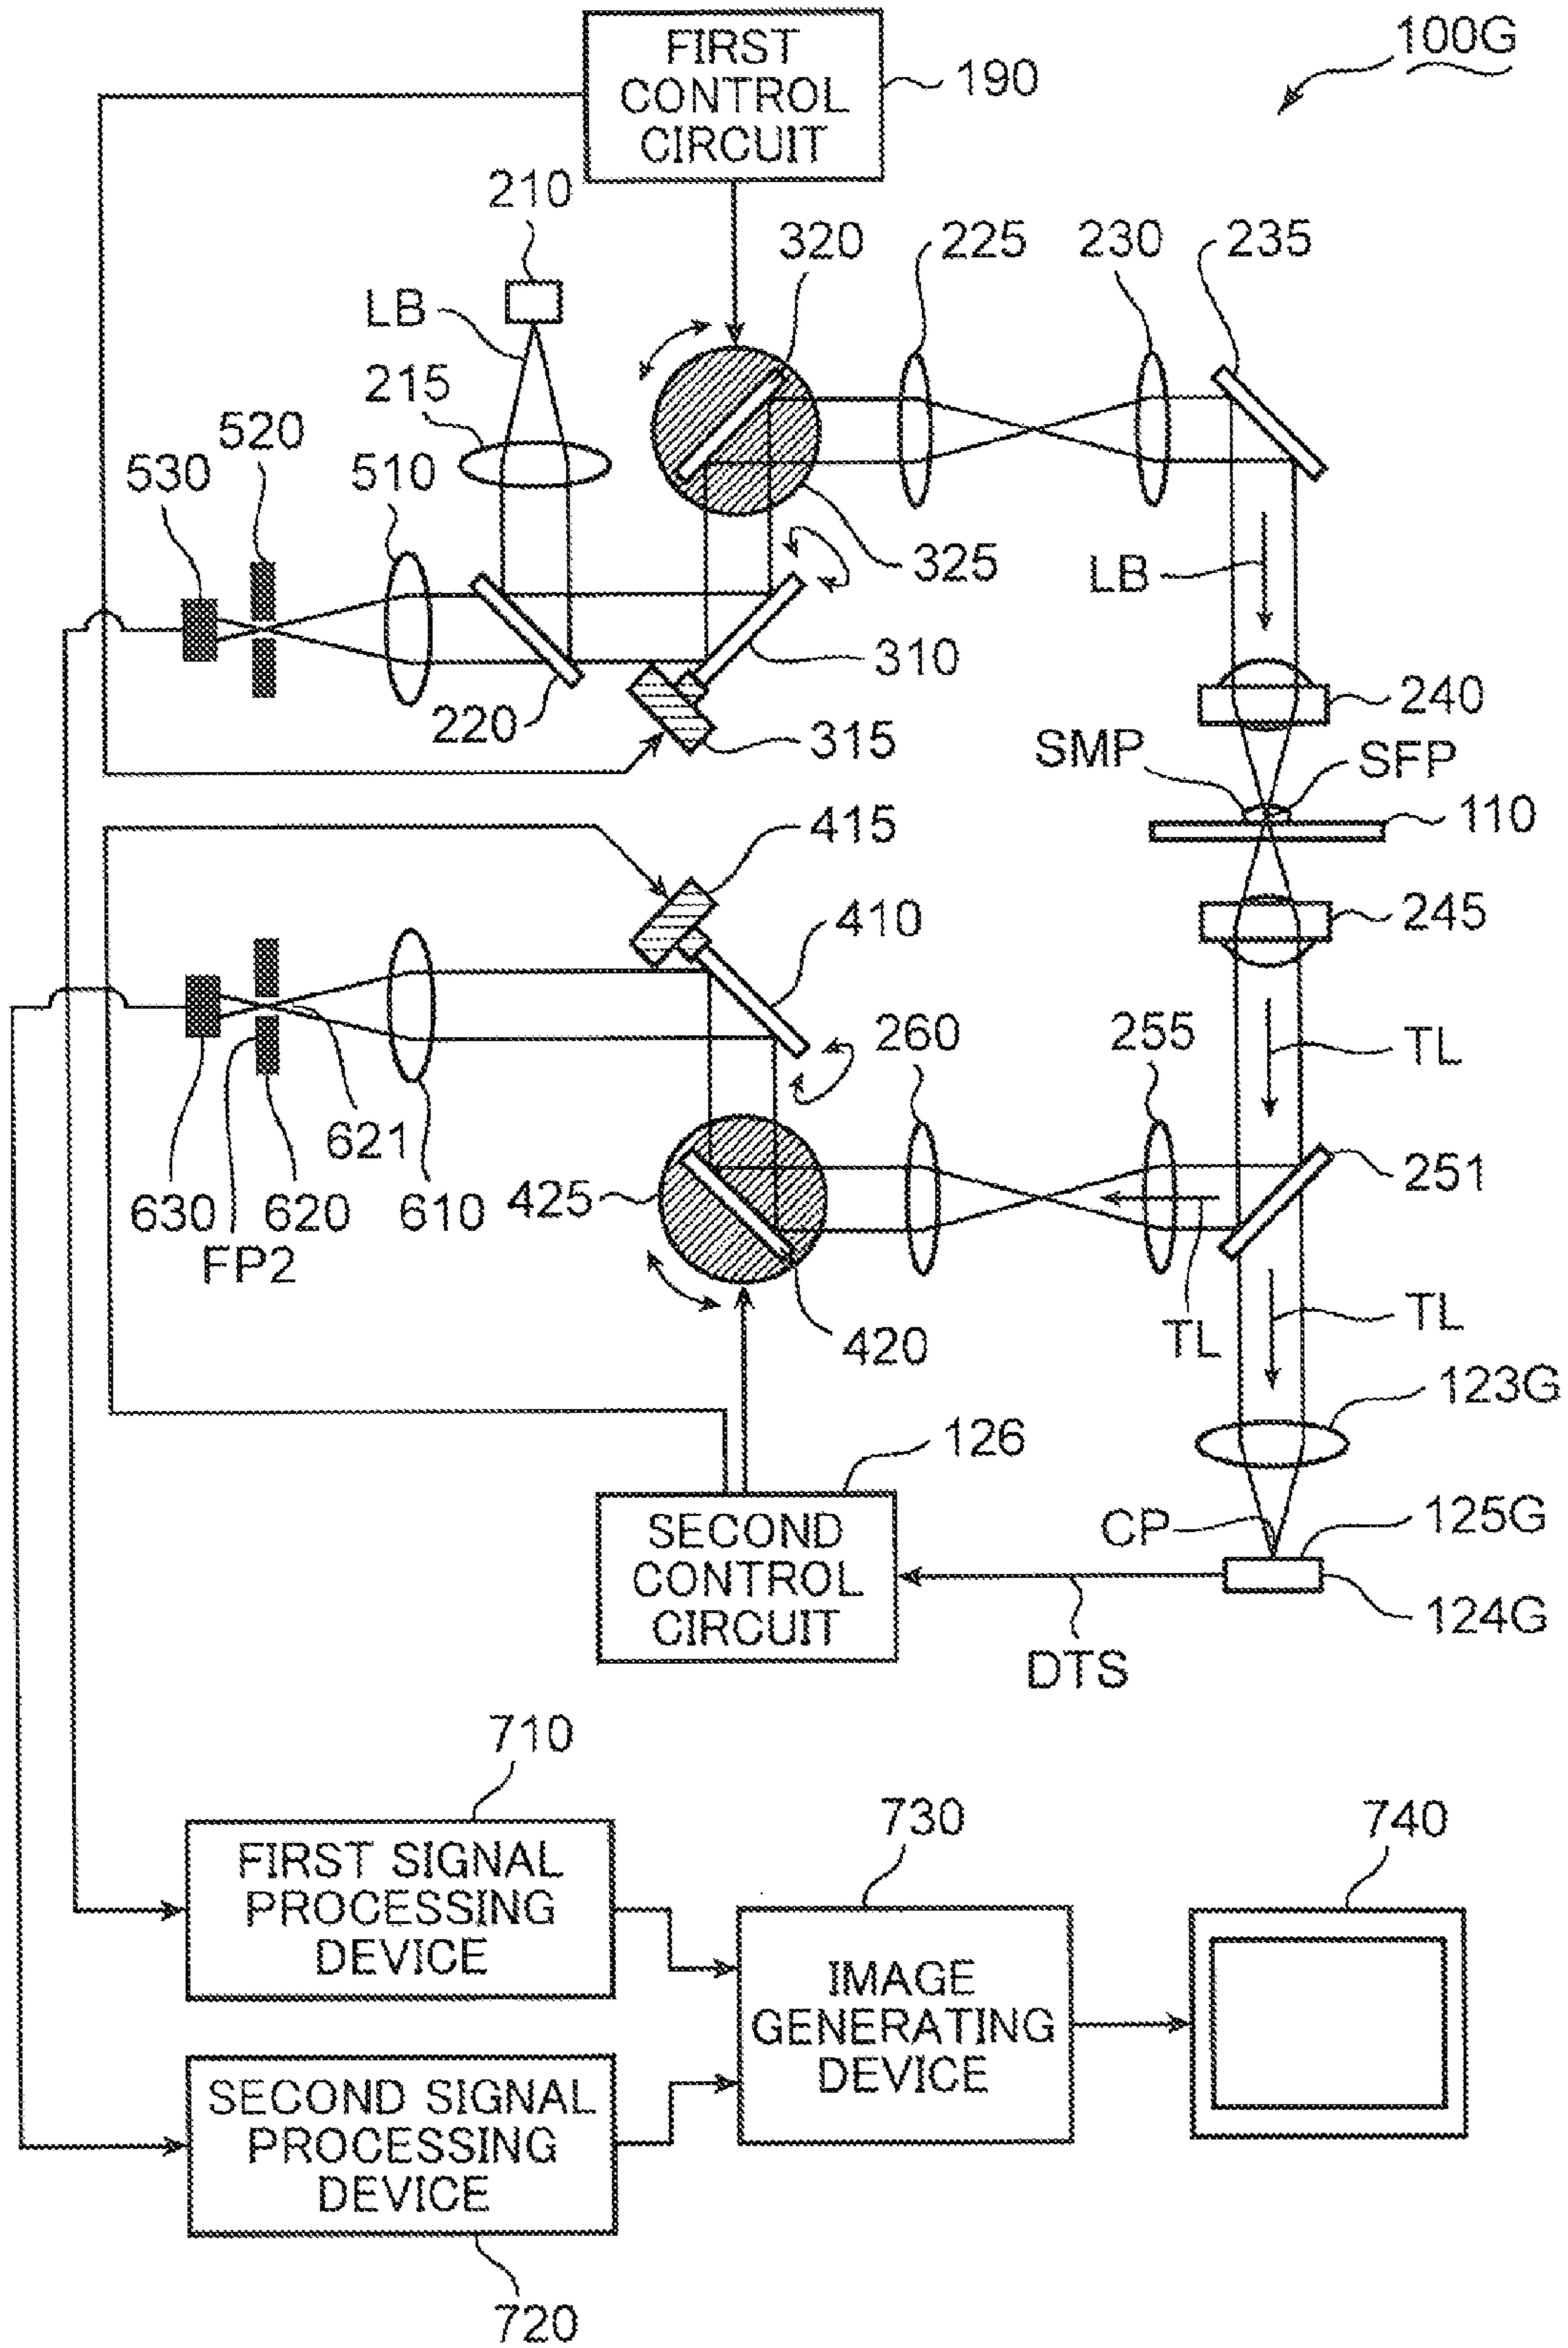 100G
FIRST
CONTROL
CIRCUIT
190
210
320
225
230
235
LB
215
520
530
510
325
LB
310
220
315
240
SMP
SFP
110
415
410
245
260
255
TL
621
251
630
620
610
425
FP2
TL
TL
420
123G
126
CP
125G
SECOND
CONTROL
CIRCUIT
124G
DTS
710
730
740
FIRST SIGNAL
PROCESSING
DEVICE
IMAGE
GENERATING
DEVICE
SECOND SIGNAL
PROCESSING
DEVICE
720